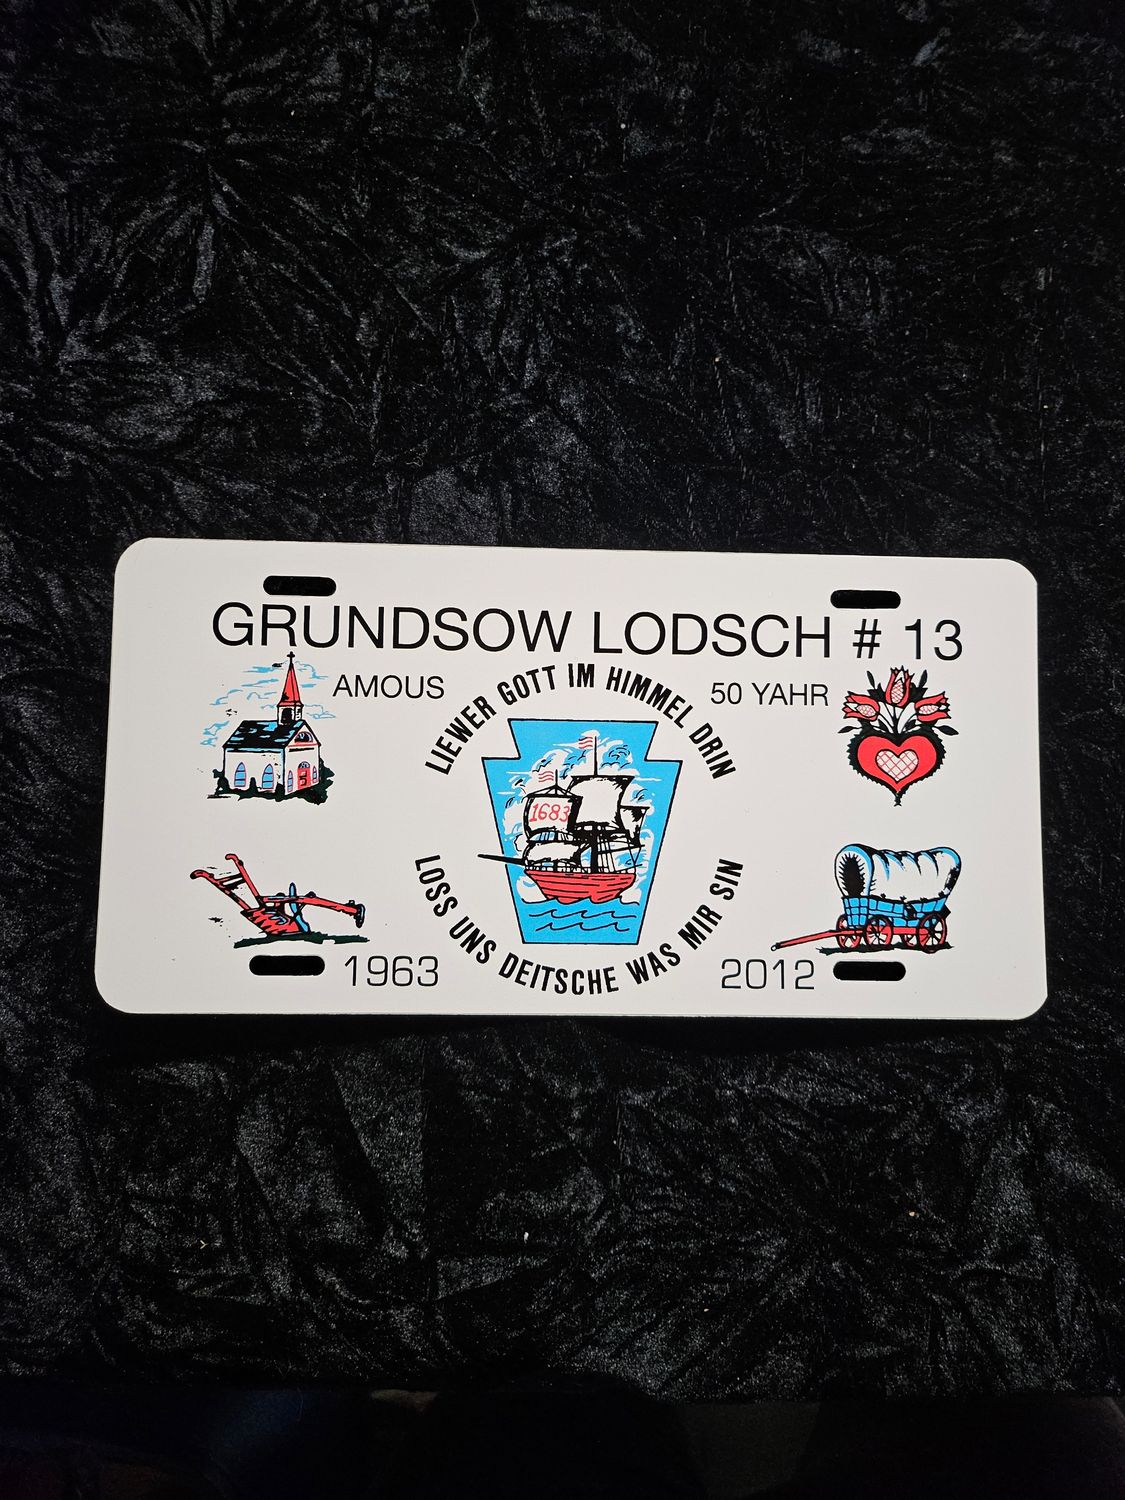 GRUNDSOW LODSCH # 13
AMOUS
50 YAHR
LIEWER GOTT IM HIMMEL DRIN
1683
LOSS UNS DEITSCHE WAS MIR SIN
1963
2012